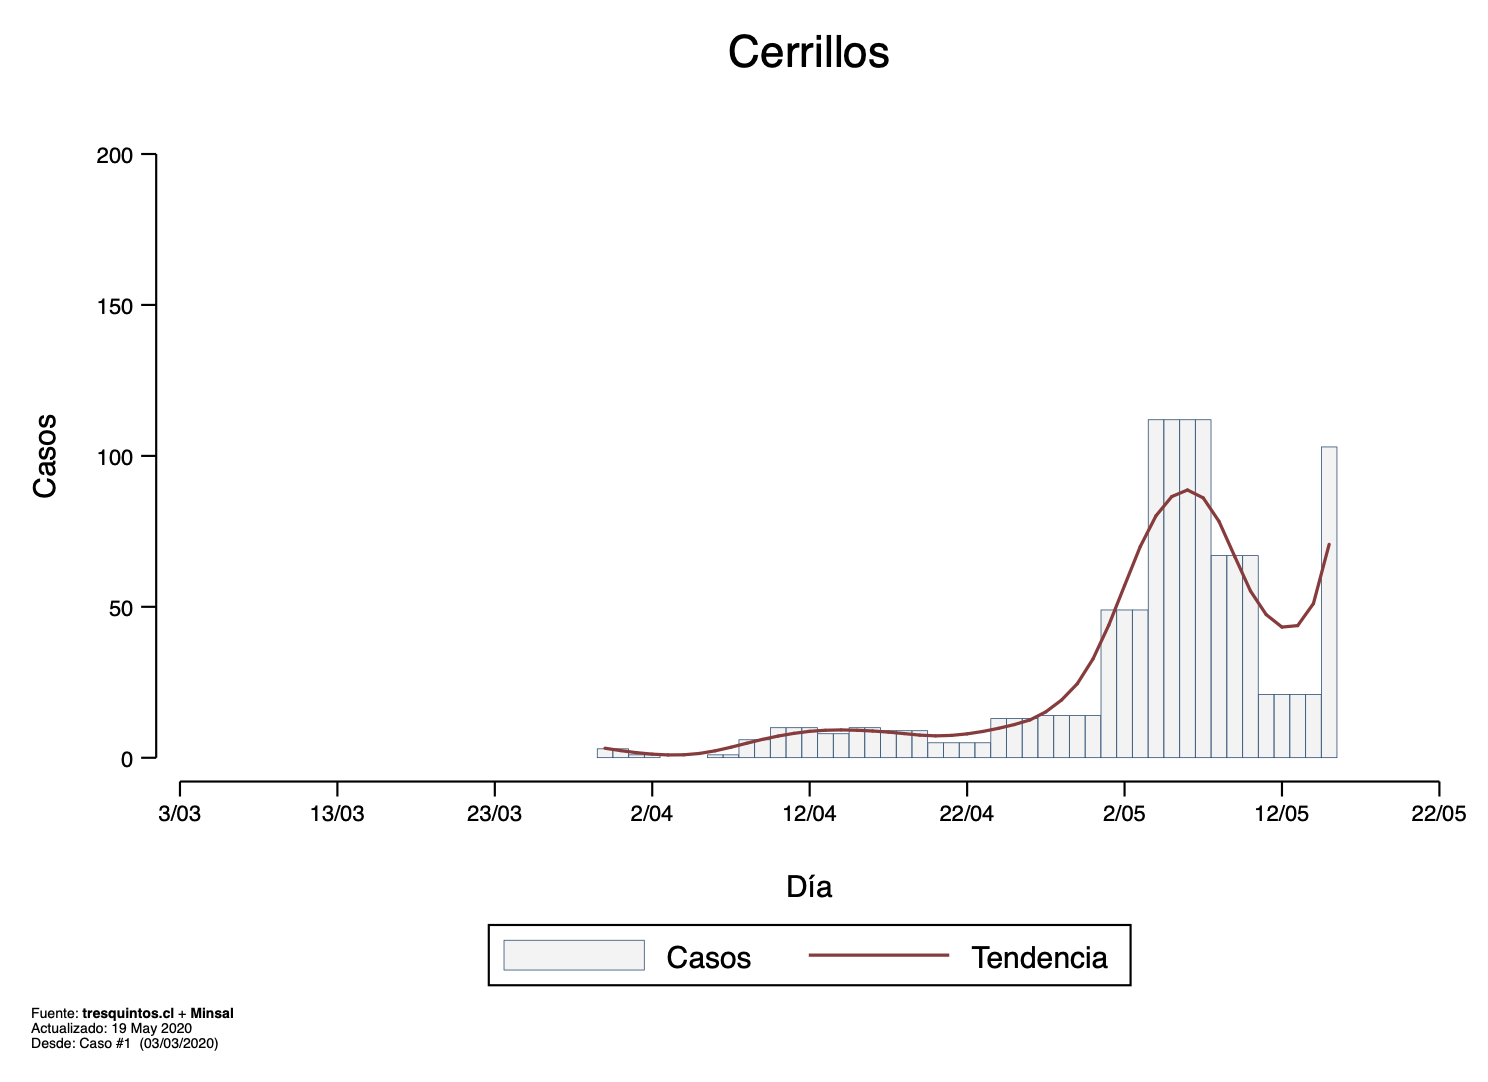 Cerrillos
200
150
100
50
0
Casos
3/03 13/03 23/03 2/04 12/04 22/04 2/05 12/05 22/05
Día
Casos Tendencia
Fuente: tresquintos.cl + Minsal
Actualizado: 19 May 2020
Desde: Caso #1 (03/03/2020)